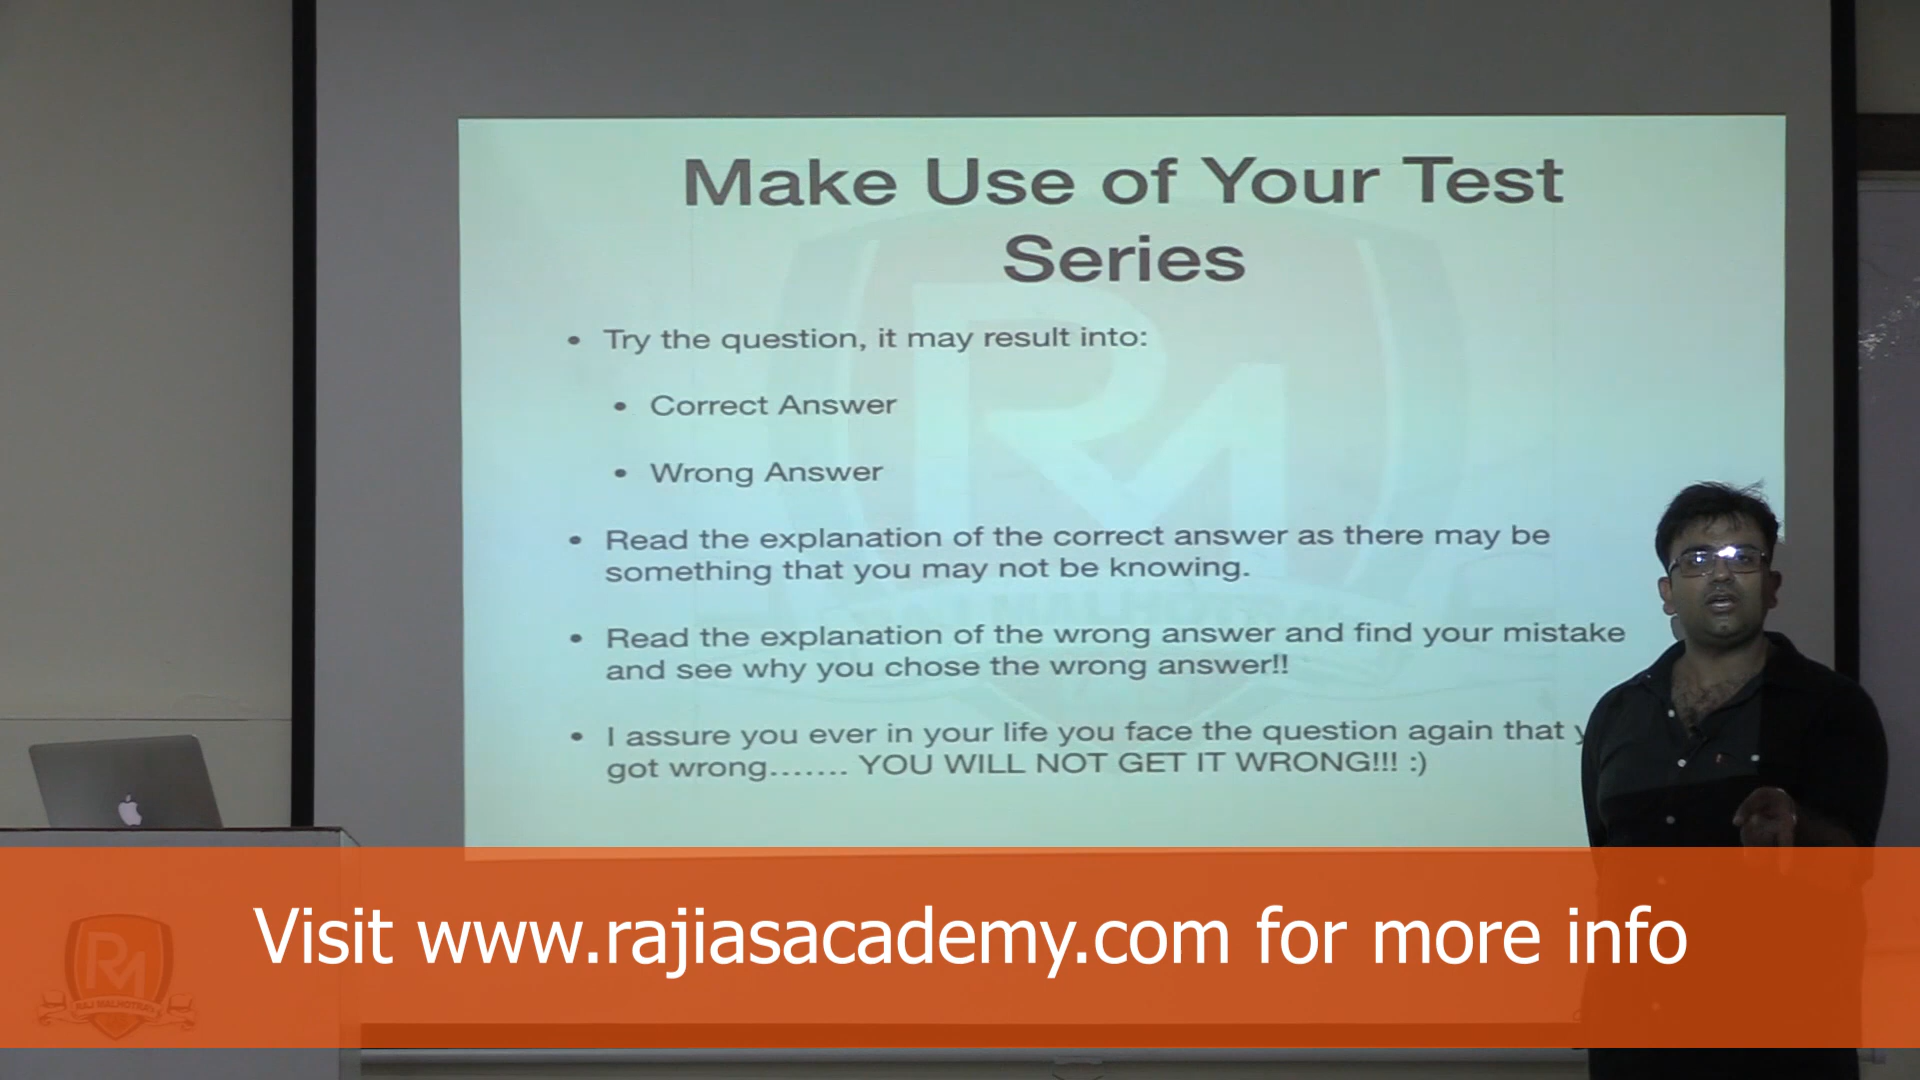 Make Use of Your Test
Series
• Try the question, it may result into:
• Correct Answer
• Wrong Answer
• Read the explanation of the correct answer as there may be
something that you may not be knowing.
• Read the explanation of the wrong answer and find your mistake
and see why you chose the wrong answer!!
• I assure you ever in your life you face the question again that
got wrong....... YOU WILL NOT GET IT WRONG!!! :)
Visit www.rajiasacademy.com for more info
RM
RAJ MALHOTRA'S